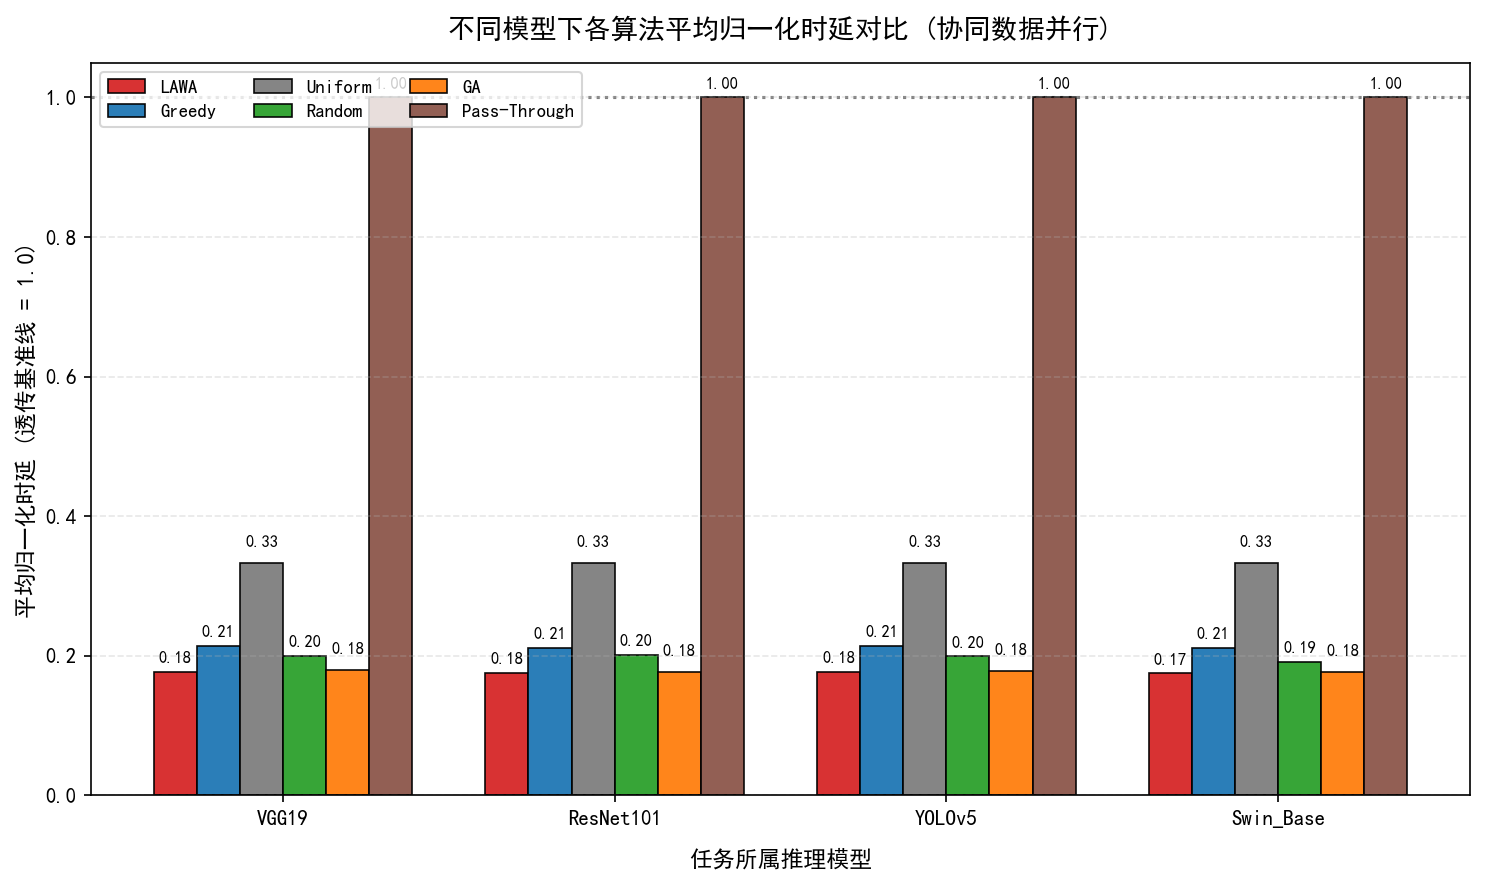 不同模型下各算法平均归一化时延对比 (协同数据并行)
LAWA
Greedy
Uniform
Random
GA
Pass-Through
平均归一化时延 (透传基准线 = 1.0)
1.0
0.8
0.6
0.4
0.2
0.0
0.18
0.21
0.33
0.20
0.18
1.00
0.18
0.21
0.33
0.20
0.18
1.00
0.18
0.21
0.33
0.20
0.18
1.00
0.17
0.21
0.33
0.19
0.18
1.00
VGG19
ResNet101
YOLOv5
Swin_Base
任务所属推理模型